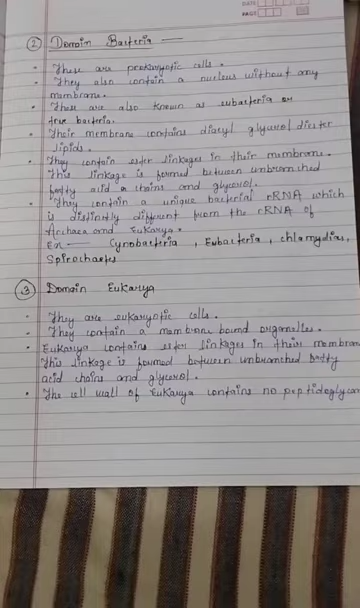 DATE
PAGE
② Domain Bacteria —
• These are prokaryotic cells.
• They also contain a nucleus without any
membrane.
• These are also known as eubacteria or
true bacteria.
• Their membrane contains diacyl glycerol diester
lipids.
• They contain ester linkages in their membrane.
This linkage is formed between unbranched
fatty acid chains and glycerol.
• They contain a unique bacterial rRNA which
is distinctly different from the rRNA of
Archaea and Eukarya.
Ex — Cynobacteria, Eubacteria, chlamydias,
Spirochaetes
③ Domain Eukarya
• They are eukaryotic cells.
• They contain membrane bound organelles.
• Eukarya contains ester linkages in their membrane
This linkage is formed between unbranched fatty
acid chains and glycerol.
• The cell wall of Eukarya contains no peptidoglycan